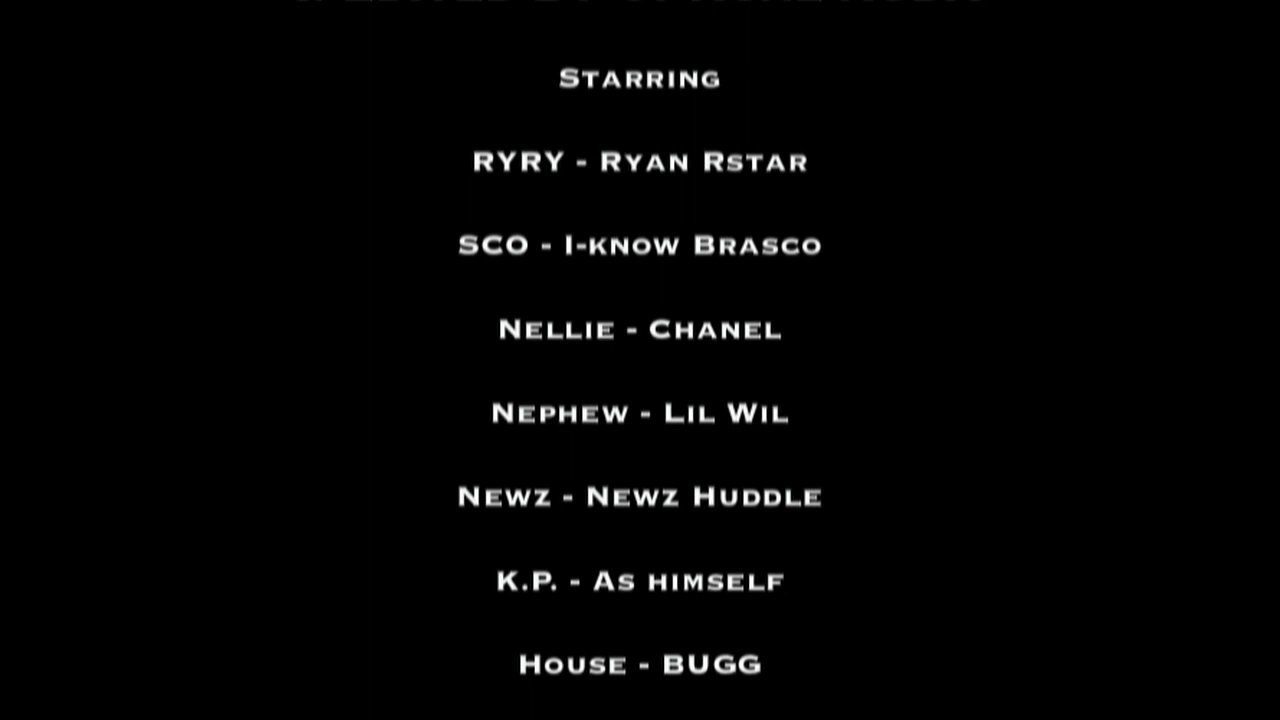 Starring
RYRY - Ryan Rstar
SCO - I-know Brasco
Nellie - Chanel
Nephew - Lil Wil
Newz - Newz Huddle
K.P. - As himself
House - BUGG